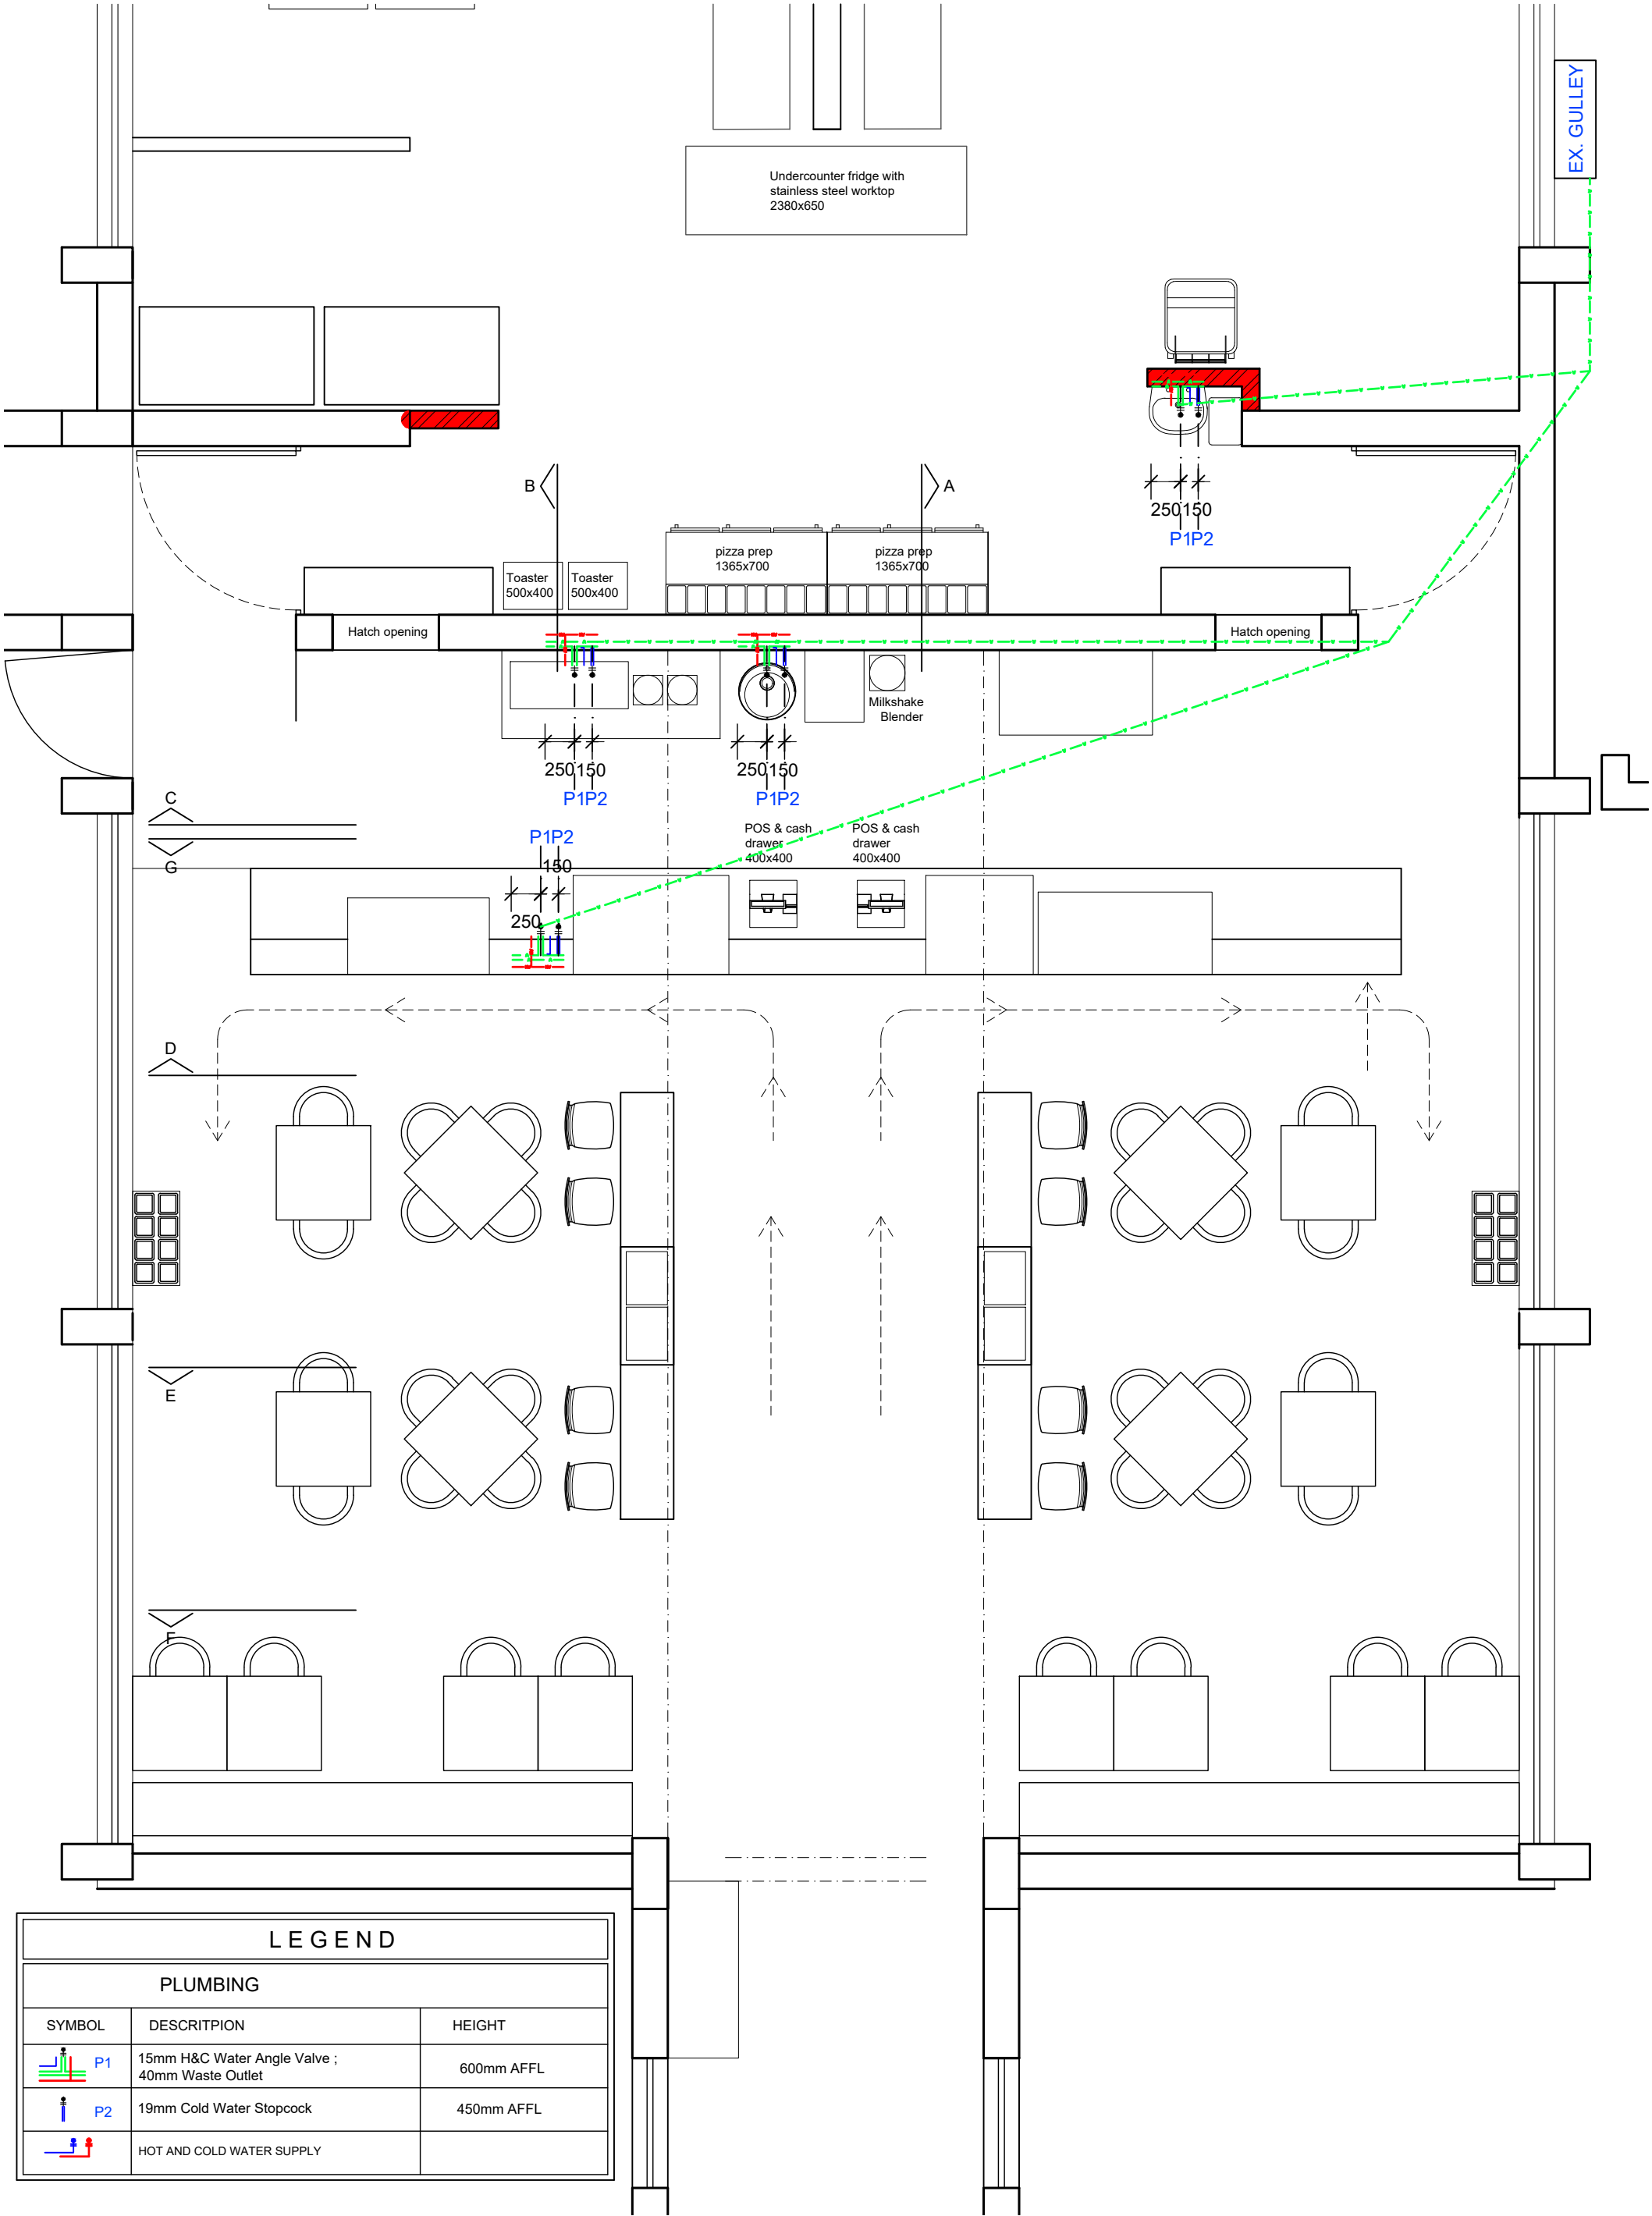 EX. GULLEY
Undercounter fridge with
stainless steel worktop
2380x650
B
A
250 150
P1P2
pizza prep
1365x700
pizza prep
1365x700
Toaster
500x400
Toaster
500x400
Hatch opening
Hatch opening
Milkshake
Blender
250 150
P1P2
250 150
P1P2
C
G
P1P2
150
250
POS & cash
drawer
400x400
POS & cash
drawer
400x400
D
E
F
LEGEND
PLUMBING
SYMBOL DESCRITPION HEIGHT
P1 15mm H&C Water Angle Valve ;
40mm Waste Outlet
600mm AFFL
P2 19mm Cold Water Stopcock 450mm AFFL
HOT AND COLD WATER SUPPLY